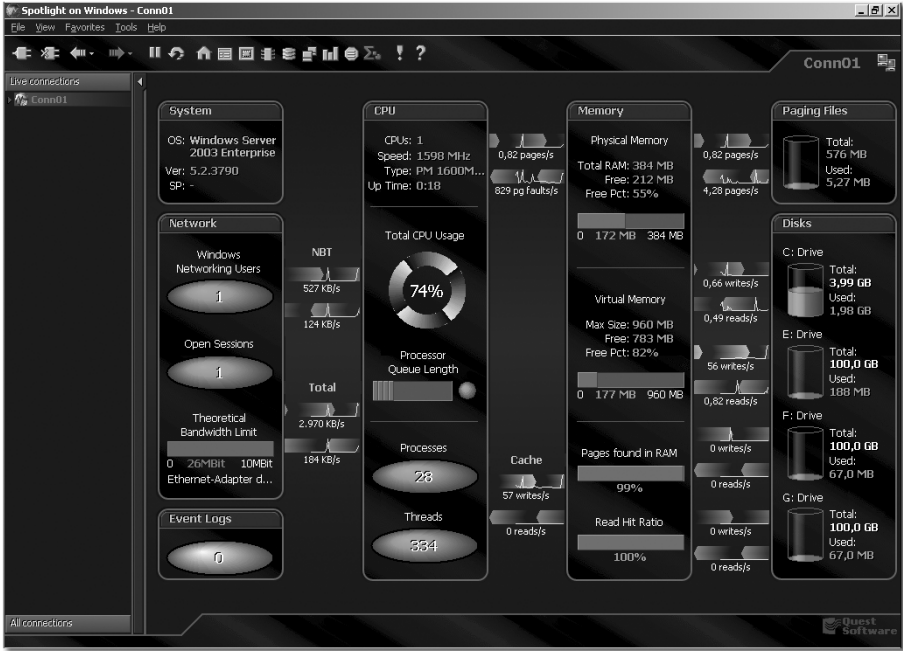 Spotlight on Windows - Conn01
File View Favorites Tools Help
Conn01
Live connections
Conn01
System
OS: Windows Server
2003 Enterprise
Ver: 5.2.3790
SP: -
Network
Windows
Networking Users
1
Open Sessions
1
Theoretical
Bandwidth Limit
0 26MBit 10MBit
Ethernet-Adapter d...
Event Logs
0
NBT
527 KB/s
124 KB/s
Total
2.970 KB/s
184 KB/s
CPU
CPUs: 1
Speed: 1598 MHz
Type: PM 1600M...
Up Time: 0:18
Total CPU Usage
74%
Processor
Queue Length
Processes
28
Threads
334
0,82 pages/s
829 pg faults/s
Cache
57 writes/s
0 reads/s
Memory
Physical Memory
Total RAM: 384 MB
Free: 212 MB
Free Pct: 55%
0 172 MB 384 MB
Virtual Memory
Max Size: 960 MB
Free: 783 MB
Free Pct: 82%
0 177 MB 960 MB
Pages found in RAM
99%
Read Hit Ratio
100%
0,82 pages/s
4,28 pages/s
0,66 writes/s
0,49 reads/s
56 writes/s
0,82 reads/s
0 writes/s
0 reads/s
0 writes/s
0 reads/s
Paging Files
Total:
576 MB
Used:
5,27 MB
Disks
C: Drive
Total:
3,99 GB
Used:
1,98 GB
E: Drive
Total:
100,0 GB
Used:
188 MB
F: Drive
Total:
100,0 GB
Used:
67,0 MB
G: Drive
Total:
100,0 GB
Used:
67,0 MB
All connections
Quest
Software